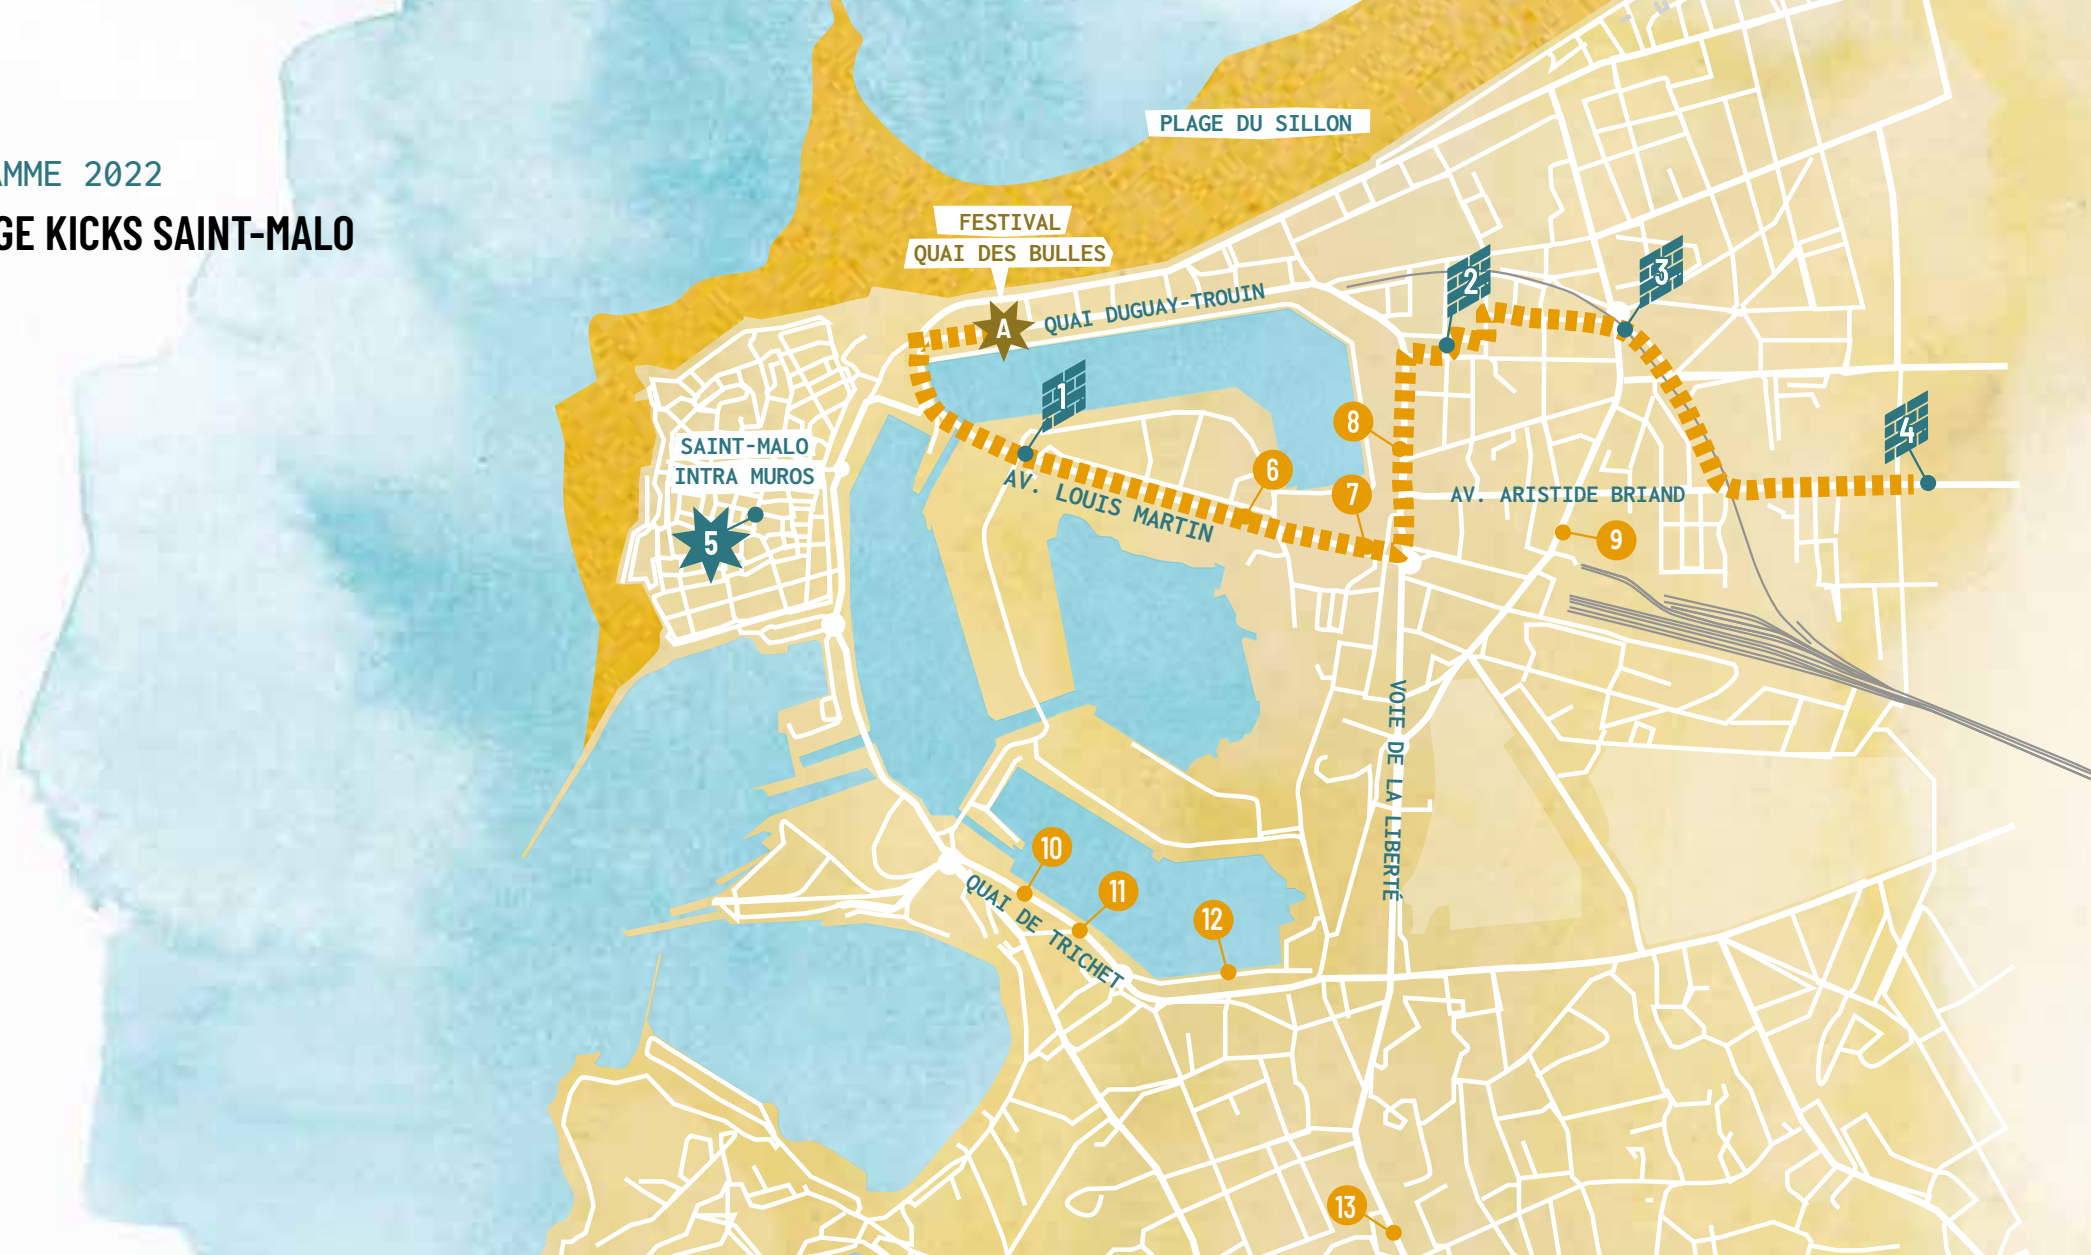 AMME 2022
GE KICKS SAINT-MALO
PLAGE DU SILLON
FESTIVAL
QUAI DES BULLES
A
QUAI DUGUAY-TROUIN
1
2
3
4
SAINT-MALO
INTRA MUROS
5
AV. LOUIS MARTIN
6
7
8
AV. ARISTIDE BRIAND
9
VOIE DE LA LIBERTÉ
10
11
12
QUAI DE TRICHET
13